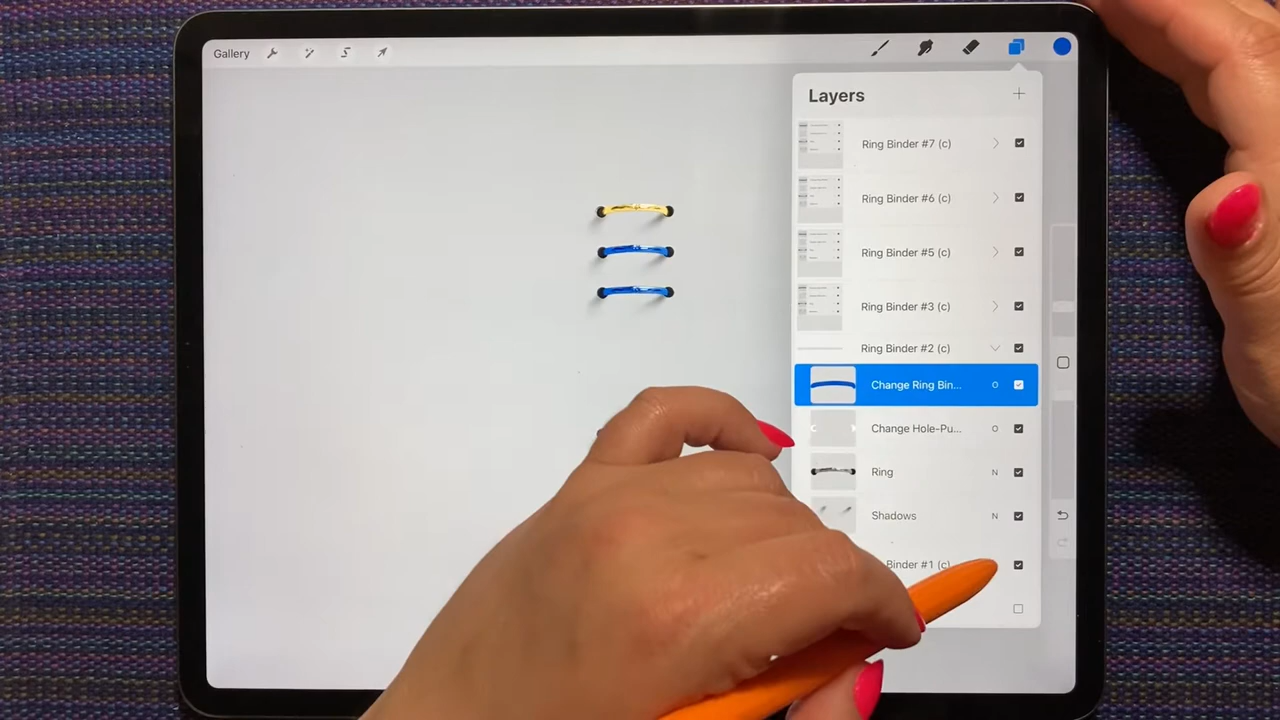 Gallery
Layers
Ring Binder #7 (c)
Ring Binder #6 (c)
Ring Binder #5 (c)
Ring Binder #3 (c)
Ring Binder #2 (c)
Change Ring Bin... O
Change Hole-Pu... O
Ring N
Shadows N
Binder #1 (c)